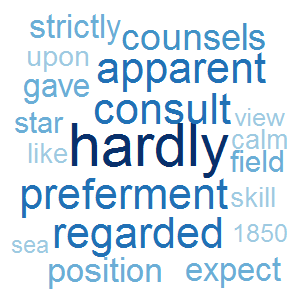 strictly
counsels
upon
apparent
gave
consult
star
view
like
hardly
calm
field
preferment
skill
regarded
1850
sea
position
expect